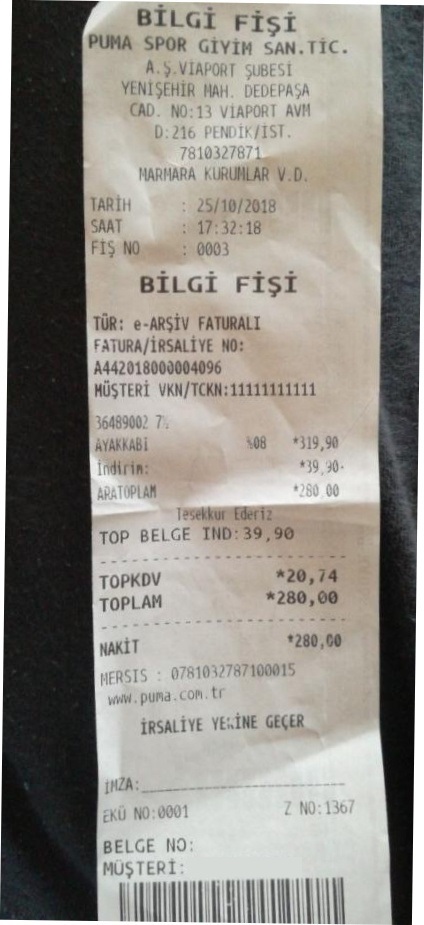 BİLGİ FİŞİ
PUMA SPOR GİYİM SAN.TİC.
A.Ş.VİAPORT ŞUBESİ
YENİŞEHİR MAH. DEDEPAŞA
CAD. NO:13 VİAPORT AVM
D:216 PENDİK/İST.
7810327871
MARMARA KURUMLAR V.D.
TARİH : 25/10/2018
SAAT : 17:32:18
FİŞ NO : 0003
BİLGİ FİŞİ
TÜR: e-ARŞİV FATURALI
FATURA/İRSALİYE NO:
A442018000004096
MÜŞTERİ VKN/TCKN:11111111111
36489002 7½
AYAKKABI %08 *319,90
İndirim: *39,90-
ARATOPLAM *280,00
Tesekkur Ederiz
TOP BELGE IND:39,90
TOPKDV *20,74
TOPLAM *280,00
NAKİT *280,00
MERSIS : 0781032787100015
www.puma.com.tr
İRSALİYE YERİNE GEÇER
İMZA:
EKÜ NO:0001 Z NO:1367
BELGE NO:
MÜŞTERİ: